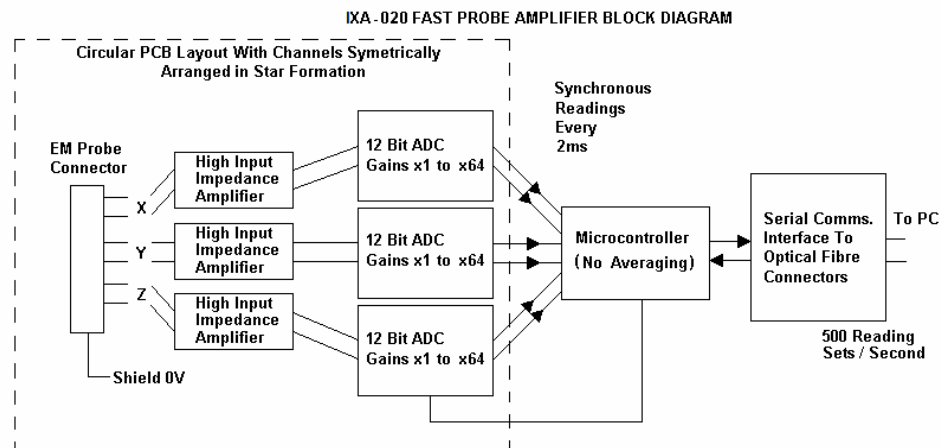 IXA-020 FAST PROBE AMPLIFIER BLOCK DIAGRAM
Circular PCB Layout With Channels Symetrically
Arranged in Star Formation
Synchronous
Readings
Every
2ms
EM Probe
Connector
X
Y
Z
High Input
Impedance
Amplifier
High Input
Impedance
Amplifier
High Input
Impedance
Amplifier
12 Bit ADC
Gains x1 to x64
12 Bit ADC
Gains x1 to x64
12 Bit ADC
Gains x1 to x64
Microcontroller
(No Averaging)
Serial Comms.
Interface To
Optical Fibre
Connectors
To PC
500 Reading
Sets / Second
Shield 0V